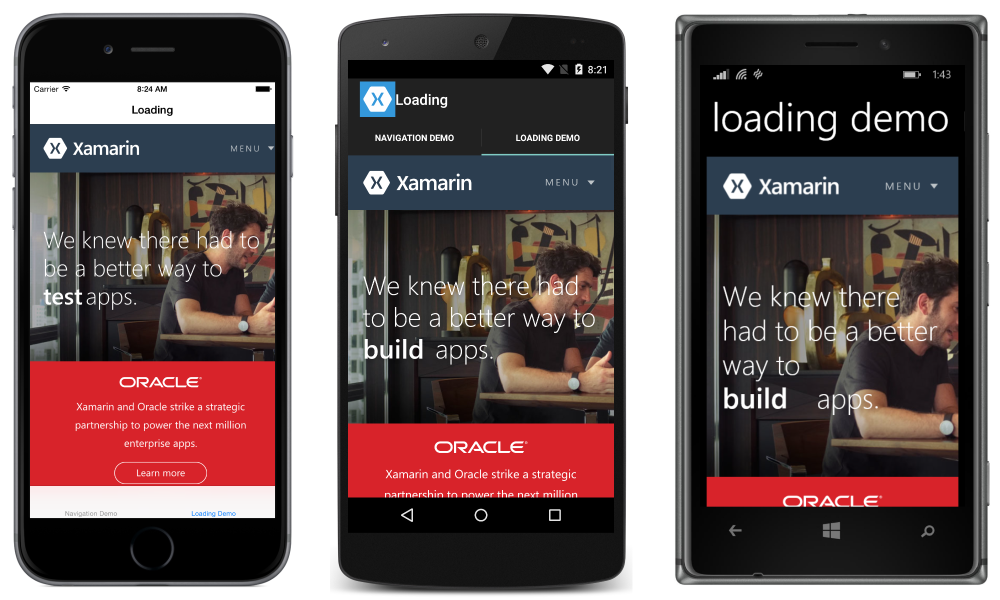 Carrier
8:24 AM
Loading
Xamarin
MENU
We knew there had to
be a better way to
test apps.
ORACLE
Xamarin and Oracle strike a strategic
partnership to power the next million
enterprise apps.
Learn more
Navigation Demo
Loading Demo
8:21
X Loading
NAVIGATION DEMO
LOADING DEMO
Xamarin
MENU
We knew there had
to be a better way to
build apps.
ORACLE
Xamarin and Oracle strike a strategic
partnership to power the next million
1:43
loading demo
Xamarin
MENU
We knew there
had to be a better
way to
build apps.
ORACLE